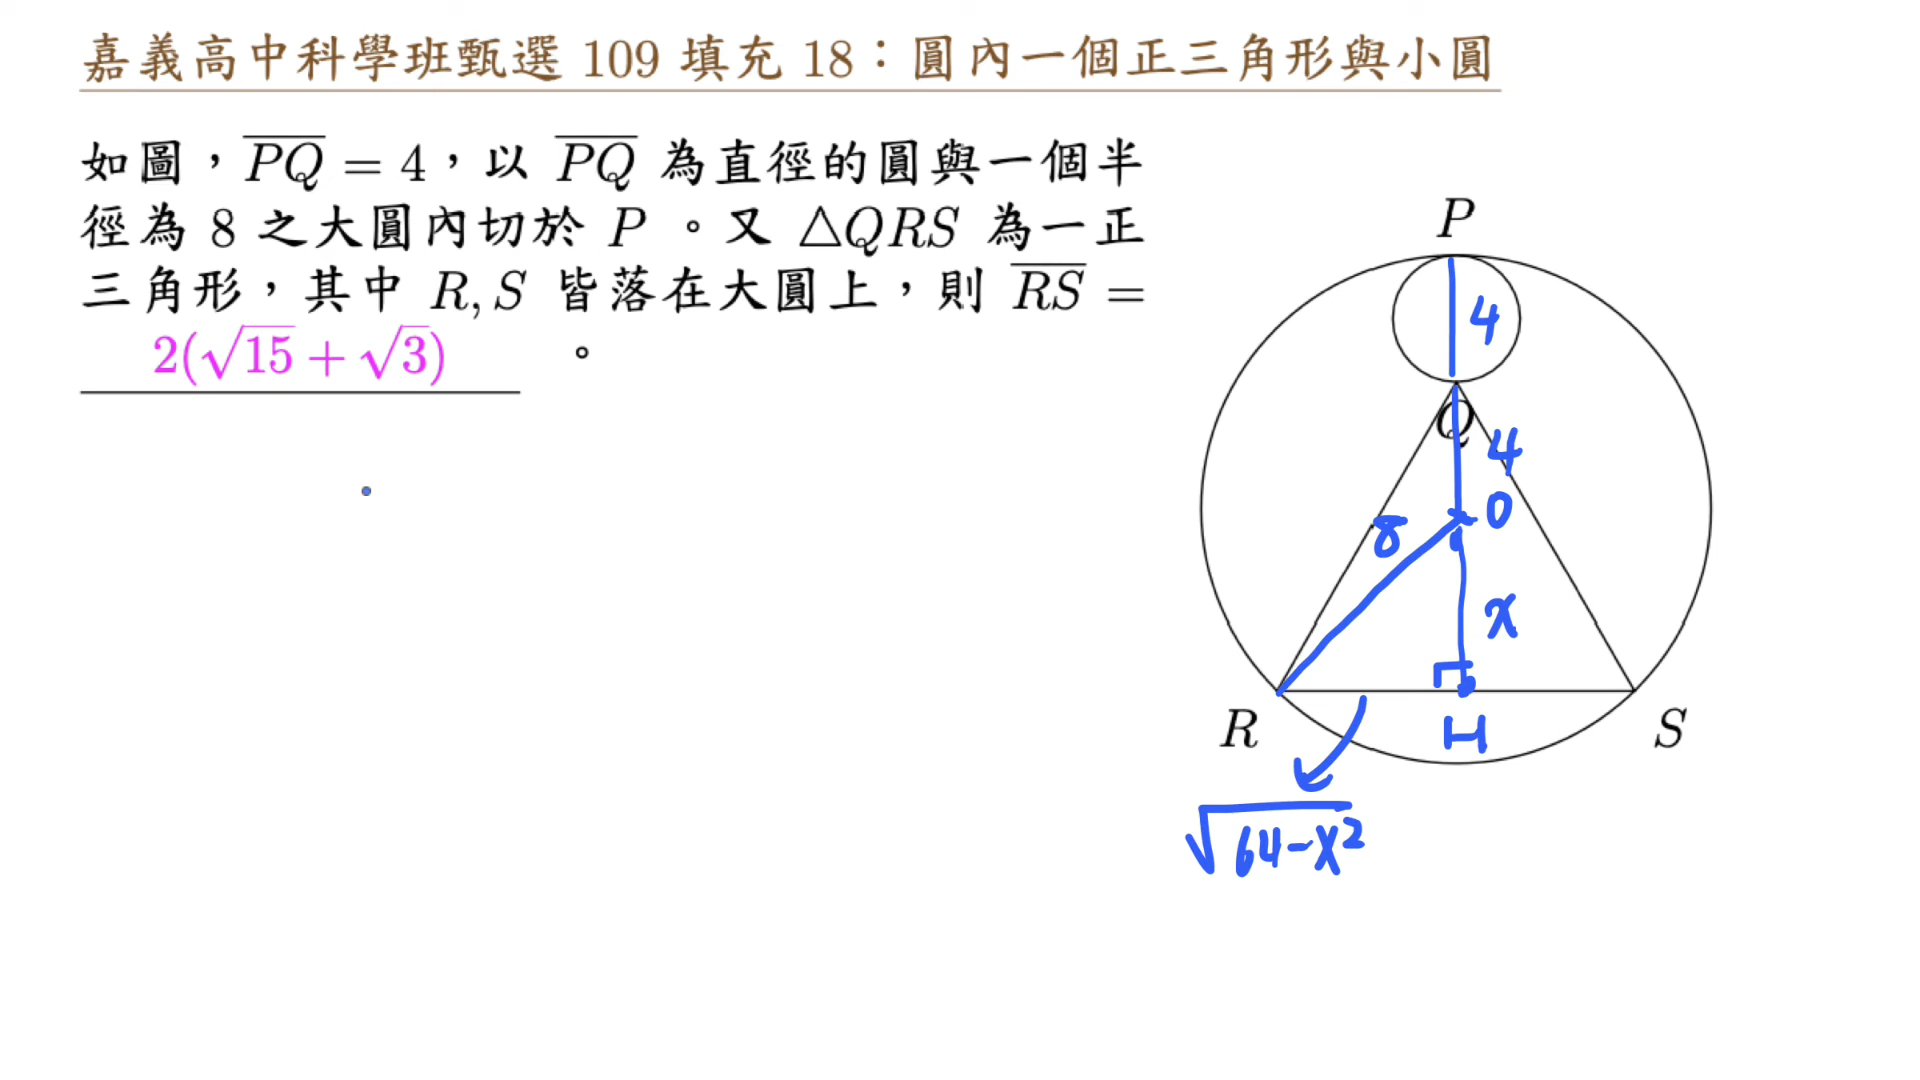 嘉義高中科學班甄選 109 填充 18：圓內一個正三角形與小圓
如圖，$\overline{PQ}$ = 4，以 $\overline{PQ}$ 為直徑的圓與一個半
徑為 8 之大圓內切於 P 。又 △QRS 為一正
三角形，其中 R, S 皆落在大圓上，則 $\overline{RS}$ =
2(√15 + √3) 。
P
4
Q
4
O
8
x
R
H
S
√64−x²